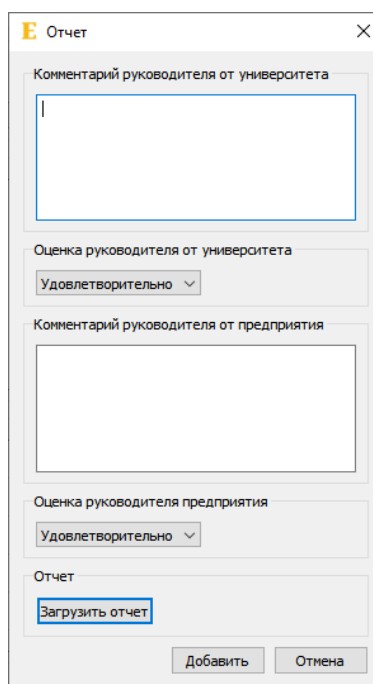 E Отчет
Комментарий руководителя от университета
Оценка руководителя от университета
Удовлетворительно
Комментарий руководителя от предприятия
Оценка руководителя предприятия
Удовлетворительно
Отчет
Загрузить отчет
Добавить Отмена